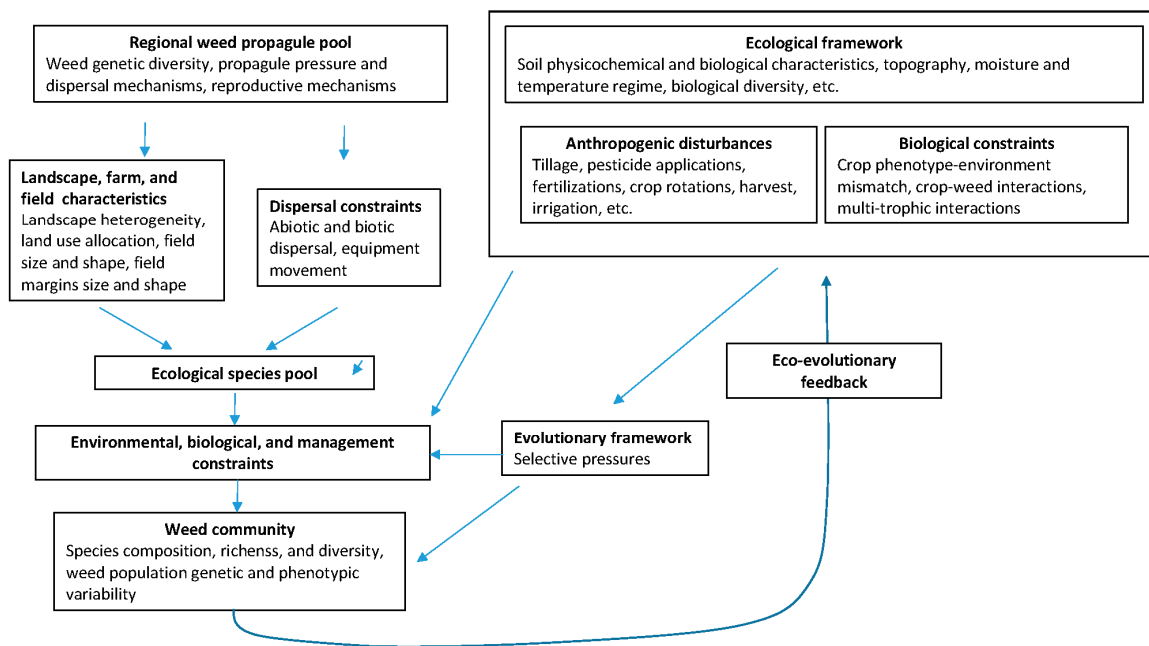 Regional weed propagule pool
Weed genetic diversity, propagule pressure and
dispersal mechanisms, reproductive mechanisms
Ecological framework
Soil physicochemical and biological characteristics, topography, moisture and
temperature regime, biological diversity, etc.
Anthropogenic disturbances
Tillage, pesticide applications,
fertilizations, crop rotations, harvest,
irrigation, etc.
Biological constraints
Crop phenotype-environment
mismatch, crop-weed interactions,
multi-trophic interactions
Landscape, farm, and
field characteristics
Landscape heterogeneity,
land use allocation, field
size and shape, field
margins size and shape
Dispersal constraints
Abiotic and biotic
dispersal, equipment
movement
Ecological species pool
Eco-evolutionary
feedback
Environmental, biological, and management
constraints
Evolutionary framework
Selective pressures
Weed community
Species composition, richenss, and diversity,
weed population genetic and phenotypic
variability